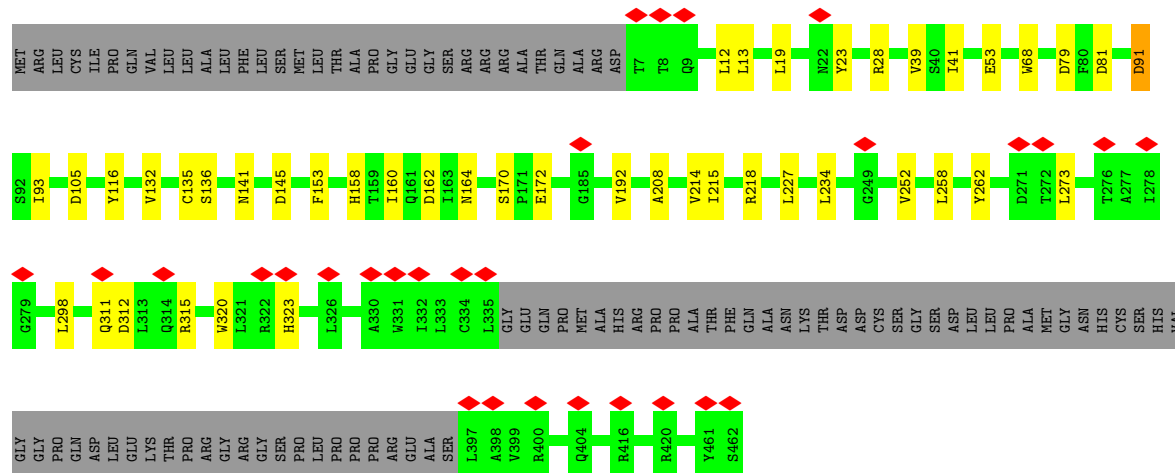 MET ARG LEU CYS ILE PRO GLN VAL LEU LEU ALA LEU PHE LEU SER MET LEU THR ALA PRO GLY GLU GLY SER ARG ARG ARG ALA THR GLN ALA ARG ASP T7 T8 Q9 L12 L13 L19 N22 Y23 R28 V39 S40 I41 E53 W68 D79 F80 D81 D91
S92 I93 D105 Y116 V132 C135 S136 N141 D145 F153 H158 T159 I160 Q161 D162 I163 N164 S170 P171 E172 G185 V192 A208 V214 I215 R218 L227 L234 G249 V252 L258 Y262 D271 T272 L273 T276 A277 I278
G279 L298 Q311 D312 L313 Q314 R315 W320 L321 R322 H323 L326 A330 W331 I332 L333 C334 L335 GLY GLU GLN PRO MET ALA HIS ARG PRO PRO ALA THR PHE GLN ALA ASN LYS THR ASP ASP CYS SER GLY SER ASP LEU LEU PRO ALA MET GLY ASN HIS CYS SER HIS VAL
GLY GLY PRO GLN ASP LEU GLU LYS THR PRO ARG GLY ARG GLY SER PRO LEU PRO PRO PRO ARG GLU ALA SER L397 A398 V399 R400 Q404 R416 R420 Y461 S462